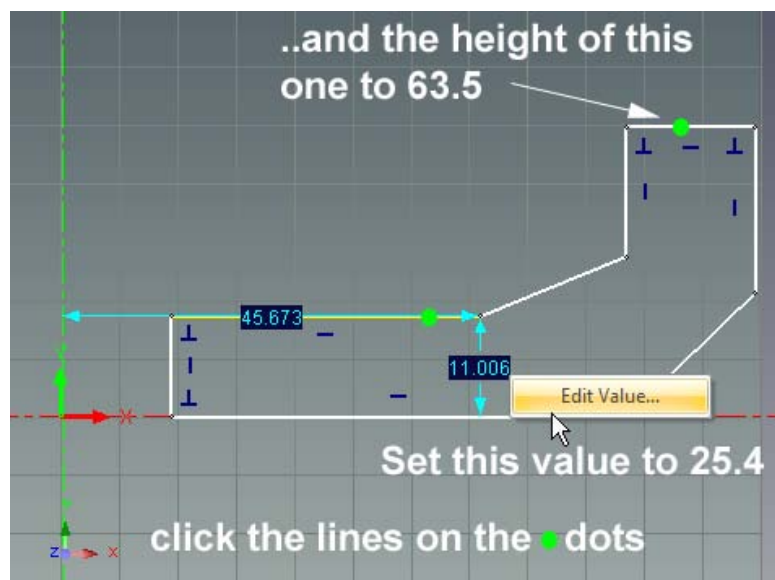 ..and the height of this
one to 63.5
45.673
11.006
Edit Value...
X
Set this value to 25.4
click the lines on the dots
Z
X